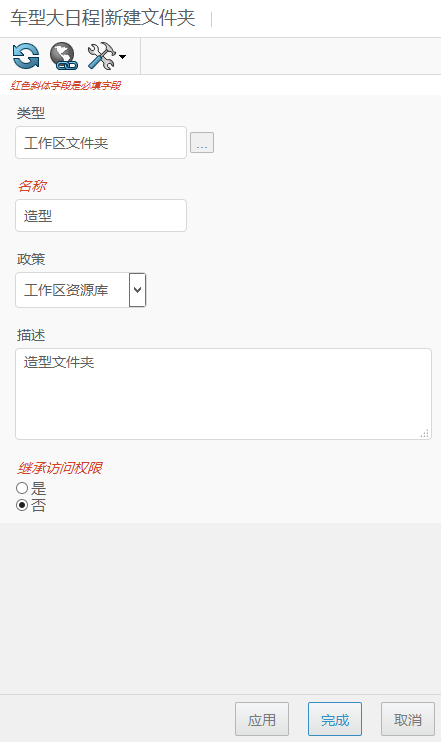 车型大日程|新建文件夹
红色斜体字段是必填字段
类型
工作区文件夹
...
名称
造型
政策
工作区资源库
描述
造型文件夹
继承访问权限
是
否
应用 完成 取消